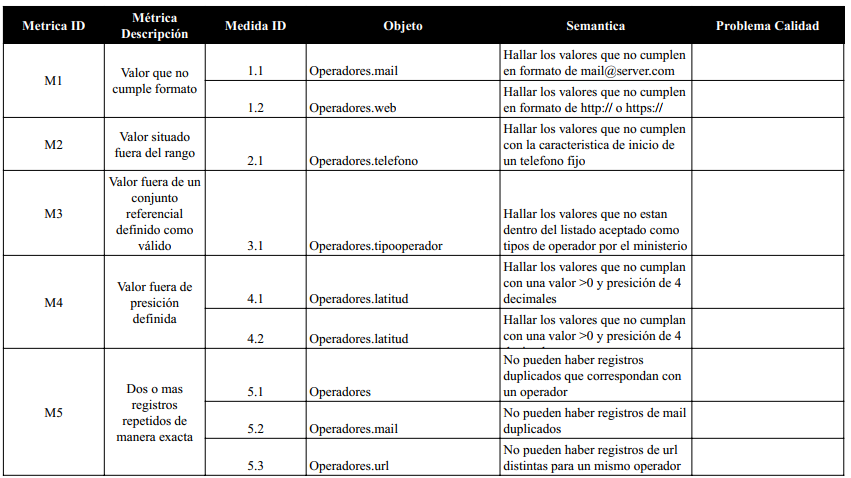 Metrica ID
Métrica
Descripción
Medida ID
Objeto
Semantica
Problema Calidad
M1
Valor que no
cumple formato
1.1
Operadores.mail
Hallar los valores que no cumplen
en formato de mail@server.com
1.2
Operadores.web
Hallar los valores que no cumplen
en formato de http:// o https://
M2
Valor situado
fuera del rango
2.1
Operadores.telefono
Hallar los valores que no cumplen
con la caracteristica de inicio de
un telefono fijo
M3
Valor fuera de un
conjunto
referencial
definido como
válido
3.1
Operadores.tipooperador
Hallar los valores que no estan
dentro del listado aceptado como
tipos de operador por el ministerio
M4
Valor fuera de
presición
definida
4.1
Operadores.latitud
Hallar los valores que no cumplan
con una valor >0 y presición de 4
decimales
4.2
Operadores.latitud
Hallar los valores que no cumplan
con una valor >0 y presición de 4
M5
Dos o mas
registros
repetidos de
manera exacta
5.1
Operadores
No pueden haber registros
duplicados que correspondan con
un operador
5.2
Operadores.mail
No pueden haber registros de mail
duplicados
5.3
Operadores.url
No pueden haber registros de url
distintas para un mismo operador